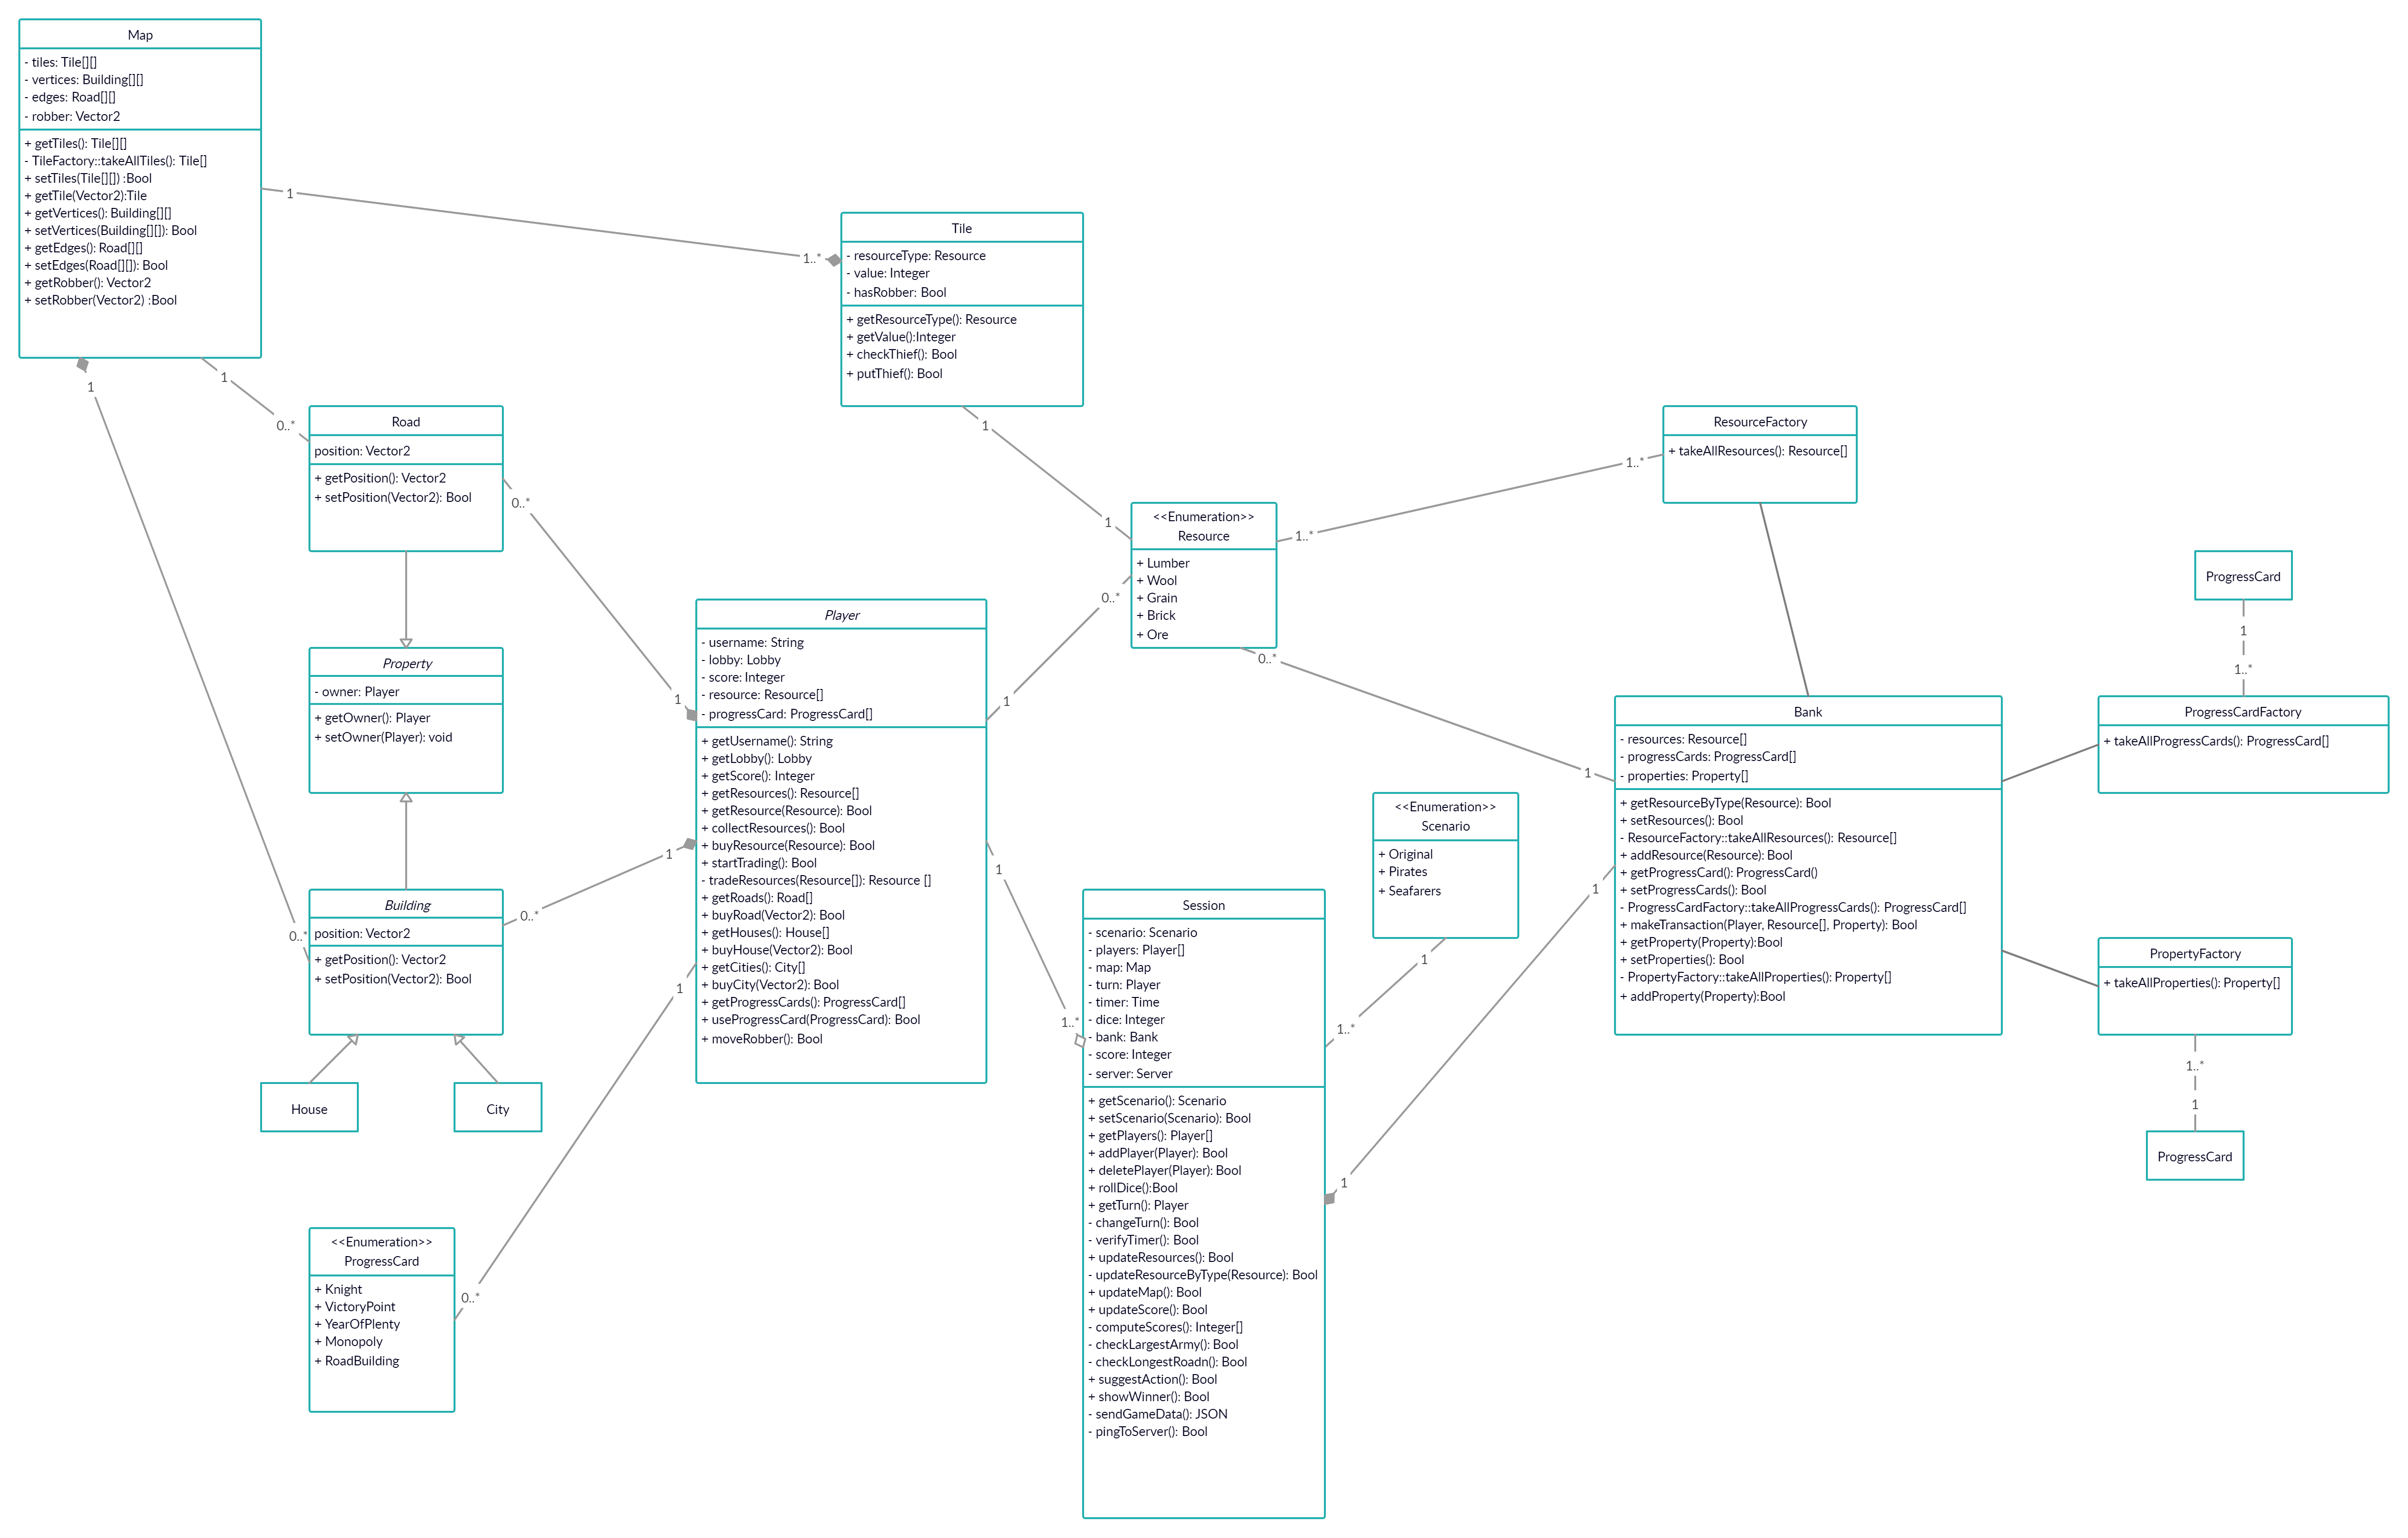 Map
- tiles: Tile[][]
- vertices: Building[][]
- edges: Road[][]
- robber: Vector2
+ getTiles(): Tile[][]
- TileFactory::takeAllTiles(): Tile[]
+ setTiles(Tile[][]) :Bool
+ getTile(Vector2):Tile
+ getVertices(): Building[][]
+ setVertices(Building[][]): Bool
+ getEdges(): Road[][]
+ setEdges(Road[][]): Bool
+ getRobber(): Vector2
+ setRobber(Vector2) :Bool
1
1..*
Tile
- resourceType: Resource
- value: Integer
- hasRobber: Bool
+ getResourceType(): Resource
+ getValue():Integer
+ checkThief(): Bool
+ putThief(): Bool
1
1
1
0..*
Road
position: Vector2
+ getPosition(): Vector2
+ setPosition(Vector2): Bool
0..*
1
1
1..*
1..*
ResourceFactory
+ takeAllResources(): Resource[]
<<Enumeration>>
Resource
+ Lumber
+ Wool
+ Grain
+ Brick
+ Ore
0..*
1
0..*
1
Property
- owner: Player
+ getOwner(): Player
+ setOwner(Player): void
Player
- username: String
- lobby: Lobby
- score: Integer
- resource: Resource[]
- progressCard: ProgressCard[]
+ getUsername(): String
+ getLobby(): Lobby
+ getScore(): Integer
+ getResources(): Resource[]
+ getResource(Resource): Bool
+ collectResources(): Bool
+ buyResource(Resource): Bool
+ startTrading(): Bool
- tradeResources(Resource[]): Resource []
+ getRoads(): Road[]
+ buyRoad(Vector2): Bool
+ getHouses(): House[]
+ buyHouse(Vector2): Bool
+ getCities(): City[]
+ buyCity(Vector2): Bool
+ getProgressCards(): ProgressCard[]
+ useProgressCard(ProgressCard): Bool
+ moveRobber(): Bool
1
0..*
0..*
Building
position: Vector2
+ getPosition(): Vector2
+ setPosition(Vector2): Bool
House
City
1
0..*
<<Enumeration>>
ProgressCard
+ Knight
+ VictoryPoint
+ YearOfPlenty
+ Monopoly
+ RoadBuilding
1
1..*
<<Enumeration>>
Scenario
+ Original
+ Pirates
+ Seafarers
1
1..*
Session
- scenario: Scenario
- players: Player[]
- map: Map
- turn: Player
- timer: Time
- dice: Integer
- bank: Bank
- score: Integer
- server: Server
+ getScenario(): Scenario
+ setScenario(Scenario): Bool
+ getPlayers(): Player[]
+ addPlayer(Player): Bool
+ deletePlayer(Player): Bool
+ rollDice():Bool
+ getTurn(): Player
- changeTurn(): Bool
- verifyTimer(): Bool
+ updateResources(): Bool
- updateResourceByType(Resource): Bool
+ updateMap(): Bool
+ updateScore(): Bool
- computeScores(): Integer[]
- checkLargestArmy(): Bool
- checkLongestRoadn(): Bool
+ suggestAction(): Bool
+ showWinner(): Bool
- sendGameData(): JSON
- pingToServer(): Bool
1
1
Bank
- resources: Resource[]
- progressCards: ProgressCard[]
- properties: Property[]
+ getResourceByType(Resource): Bool
+ setResources(): Bool
- ResourceFactory::takeAllResources(): Resource[]
+ addResource(Resource): Bool
+ getProgressCard(): ProgressCard()
+ setProgressCards(): Bool
- ProgressCardFactory::takeAllProgressCards(): ProgressCard[]
+ makeTransaction(Player, Resource[], Property): Bool
+ getProperty(Property):Bool
+ setProperties(): Bool
- PropertyFactory::takeAllProperties(): Property[]
+ addProperty(Property):Bool
ProgressCard
1
1..*
ProgressCardFactory
+ takeAllProgressCards(): ProgressCard[]
PropertyFactory
+ takeAllProperties(): Property[]
1..*
1
ProgressCard